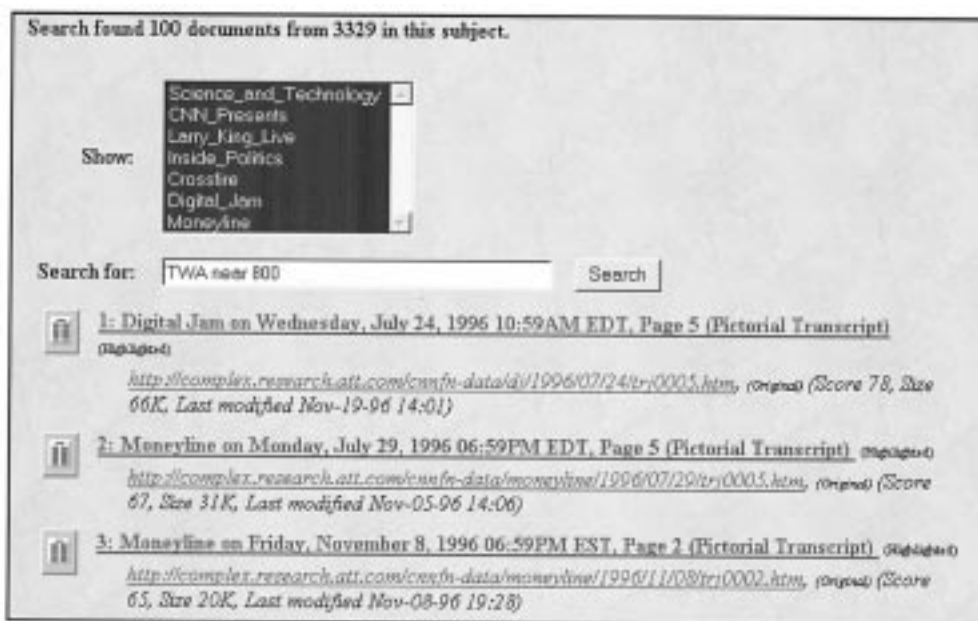 Search found 100 documents from 3329 in this subject.
Science_and_Technology
CNN_Presents
Larry_King_Live
Show: Inside_Politics
Crossfire
Digital_Jam
Moneyline
Search for: TWA near 800 Search
1: Digital Jam on Wednesday, July 24, 1996 10:59AM EDT, Page 5 (Pictorial Transcript)
(Highlighted)
http://complex.research.att.com/cnnfn-data/dj/1996/07/24/trj0005.htm, (Original) (Score 78, Size
66K, Last modified Nov-19-96 14:01)
2: Moneyline on Monday, July 29, 1996 06:59PM EDT, Page 5 (Pictorial Transcript) (Highlighted)
http://complex.research.att.com/cnnfn-data/moneyline/1996/07/29/trj0005.htm, (Original) (Score
67, Size 31K, Last modified Nov-05-96 14:06)
3: Moneyline on Friday, November 8, 1996 06:59PM EST, Page 2 (Pictorial Transcript) (Highlighted)
http://complex.research.att.com/cnnfn-data/moneyline/1996/11/08/trj0002.htm, (Original) (Score
65, Size 20K, Last modified Nov-08-96 19:28)